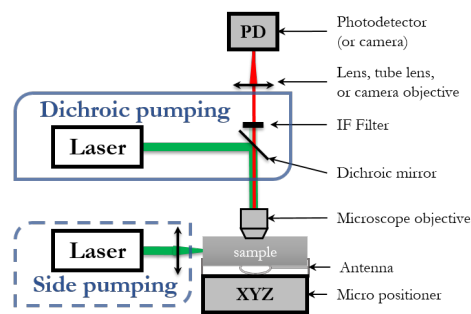 PD
Photodetector
(or camera)
Lens, tube lens,
or camera objective
Dichroic pumping
IF Filter
Laser
Dichroic mirror
Microscope objective
Laser
sample
Antenna
Side pumping
XYZ
Micro positioner